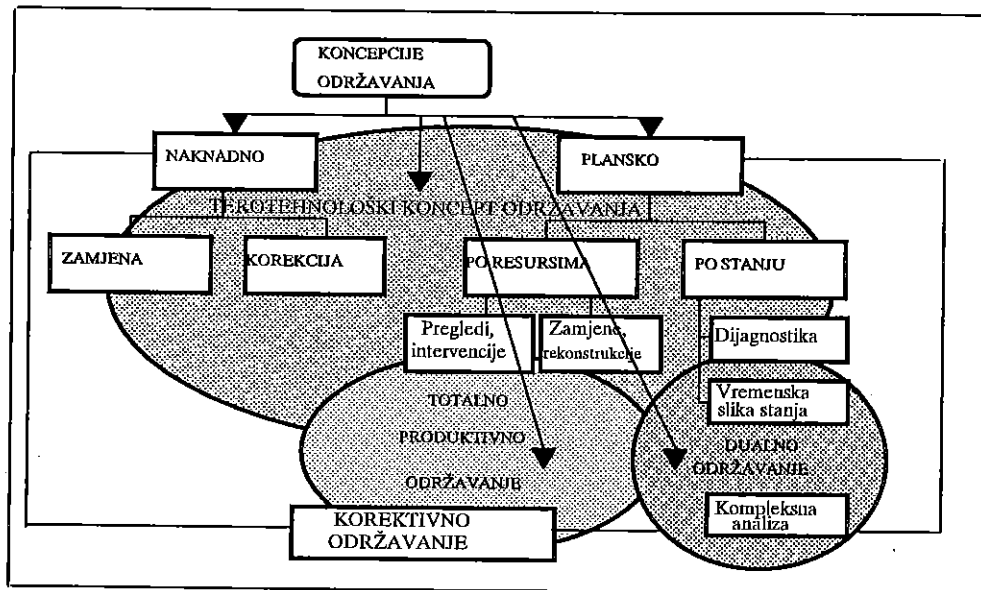 KONCEPCIJE
ODRŽAVANJA
NAKNADNO
PLANSKO
TEROTEHNOLOŠKI KONCEPT ODRŽAVANJA
ZAMJENA
KOREKCIJA
PO RESURSIMA
PO STANJU
Pregledi,
intervencije
Zamjene,
rekonstrukcije
Dijagnostika
Vremenska
slika stanja
TOTALNO
PRODUKTIVNO
ODRŽAVANJE
DUALNO
ODRŽAVANJE
KOREKTIVNO
ODRŽAVANJE
Kompleksna
analiza